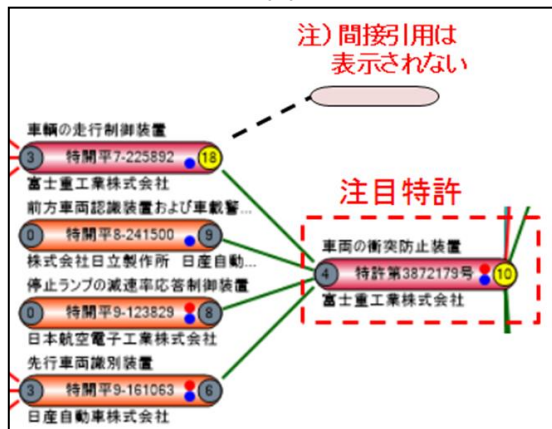 注）間接引用は
表示されない
車輌の走行制御装置
3 特開平7-225892 18
富士重工業株式会社
前方車両認識装置および車載警...
0 特開平8-241500 9
株式会社日立製作所 日産自動...
停止ランプの減速率応答制御装置
0 特開平9-123829 8
日本航空電子工業株式会社
先行車両識別装置
3 特開平9-161063 6
日産自動車株式会社
注目特許
車両の衝突防止装置
4 特許第3872179号 10
富士重工業株式会社